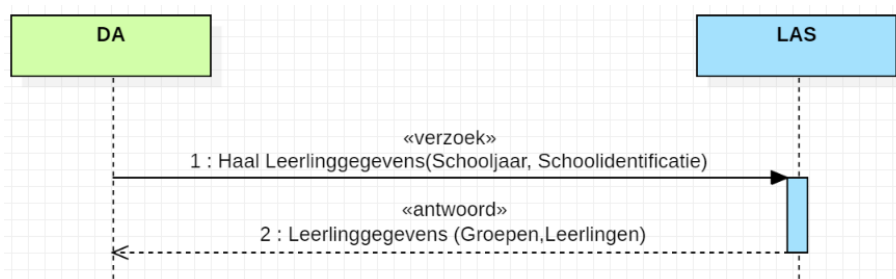 DA
LAS
«verzoek»
1 : Haal Leerlinggegevens(Schooljaar, Schoolidentificatie)
«antwoord»
2 : Leerlinggegevens (Groepen,Leerlingen)